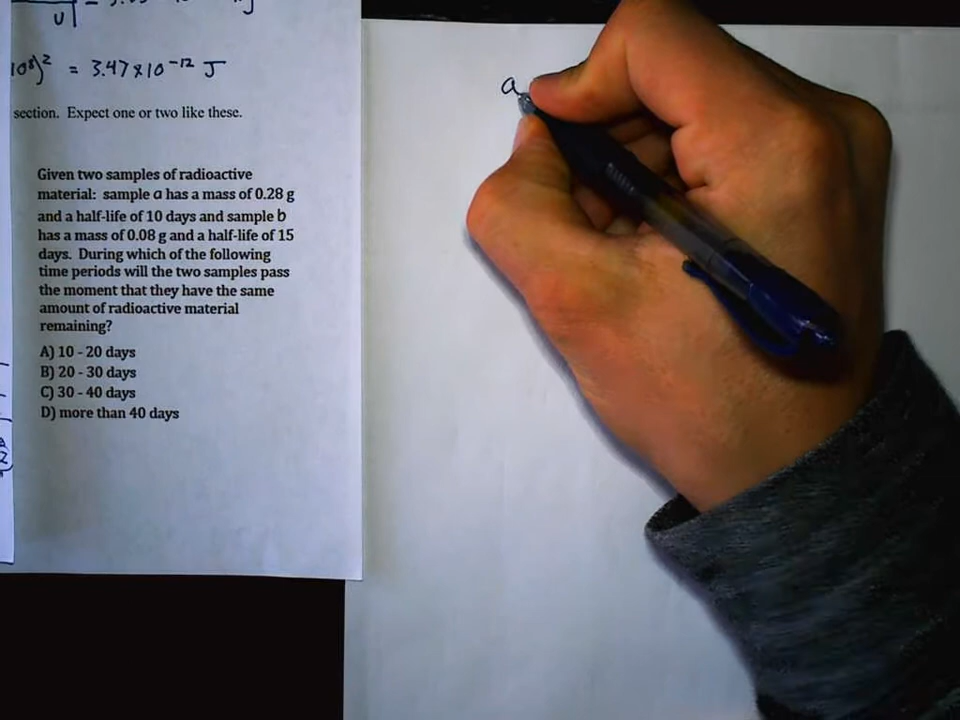 10⁸)² = 3.47 x 10⁻¹² J
section. Expect one or two like these.
Given two samples of radioactive
material: sample a has a mass of 0.28 g
and a half-life of 10 days and sample b
has a mass of 0.08 g and a half-life of 15
days. During which of the following
time periods will the two samples pass
the moment that they have the same
amount of radioactive material
remaining?
A) 10 - 20 days
B) 20 - 30 days
C) 30 - 40 days
D) more than 40 days
a